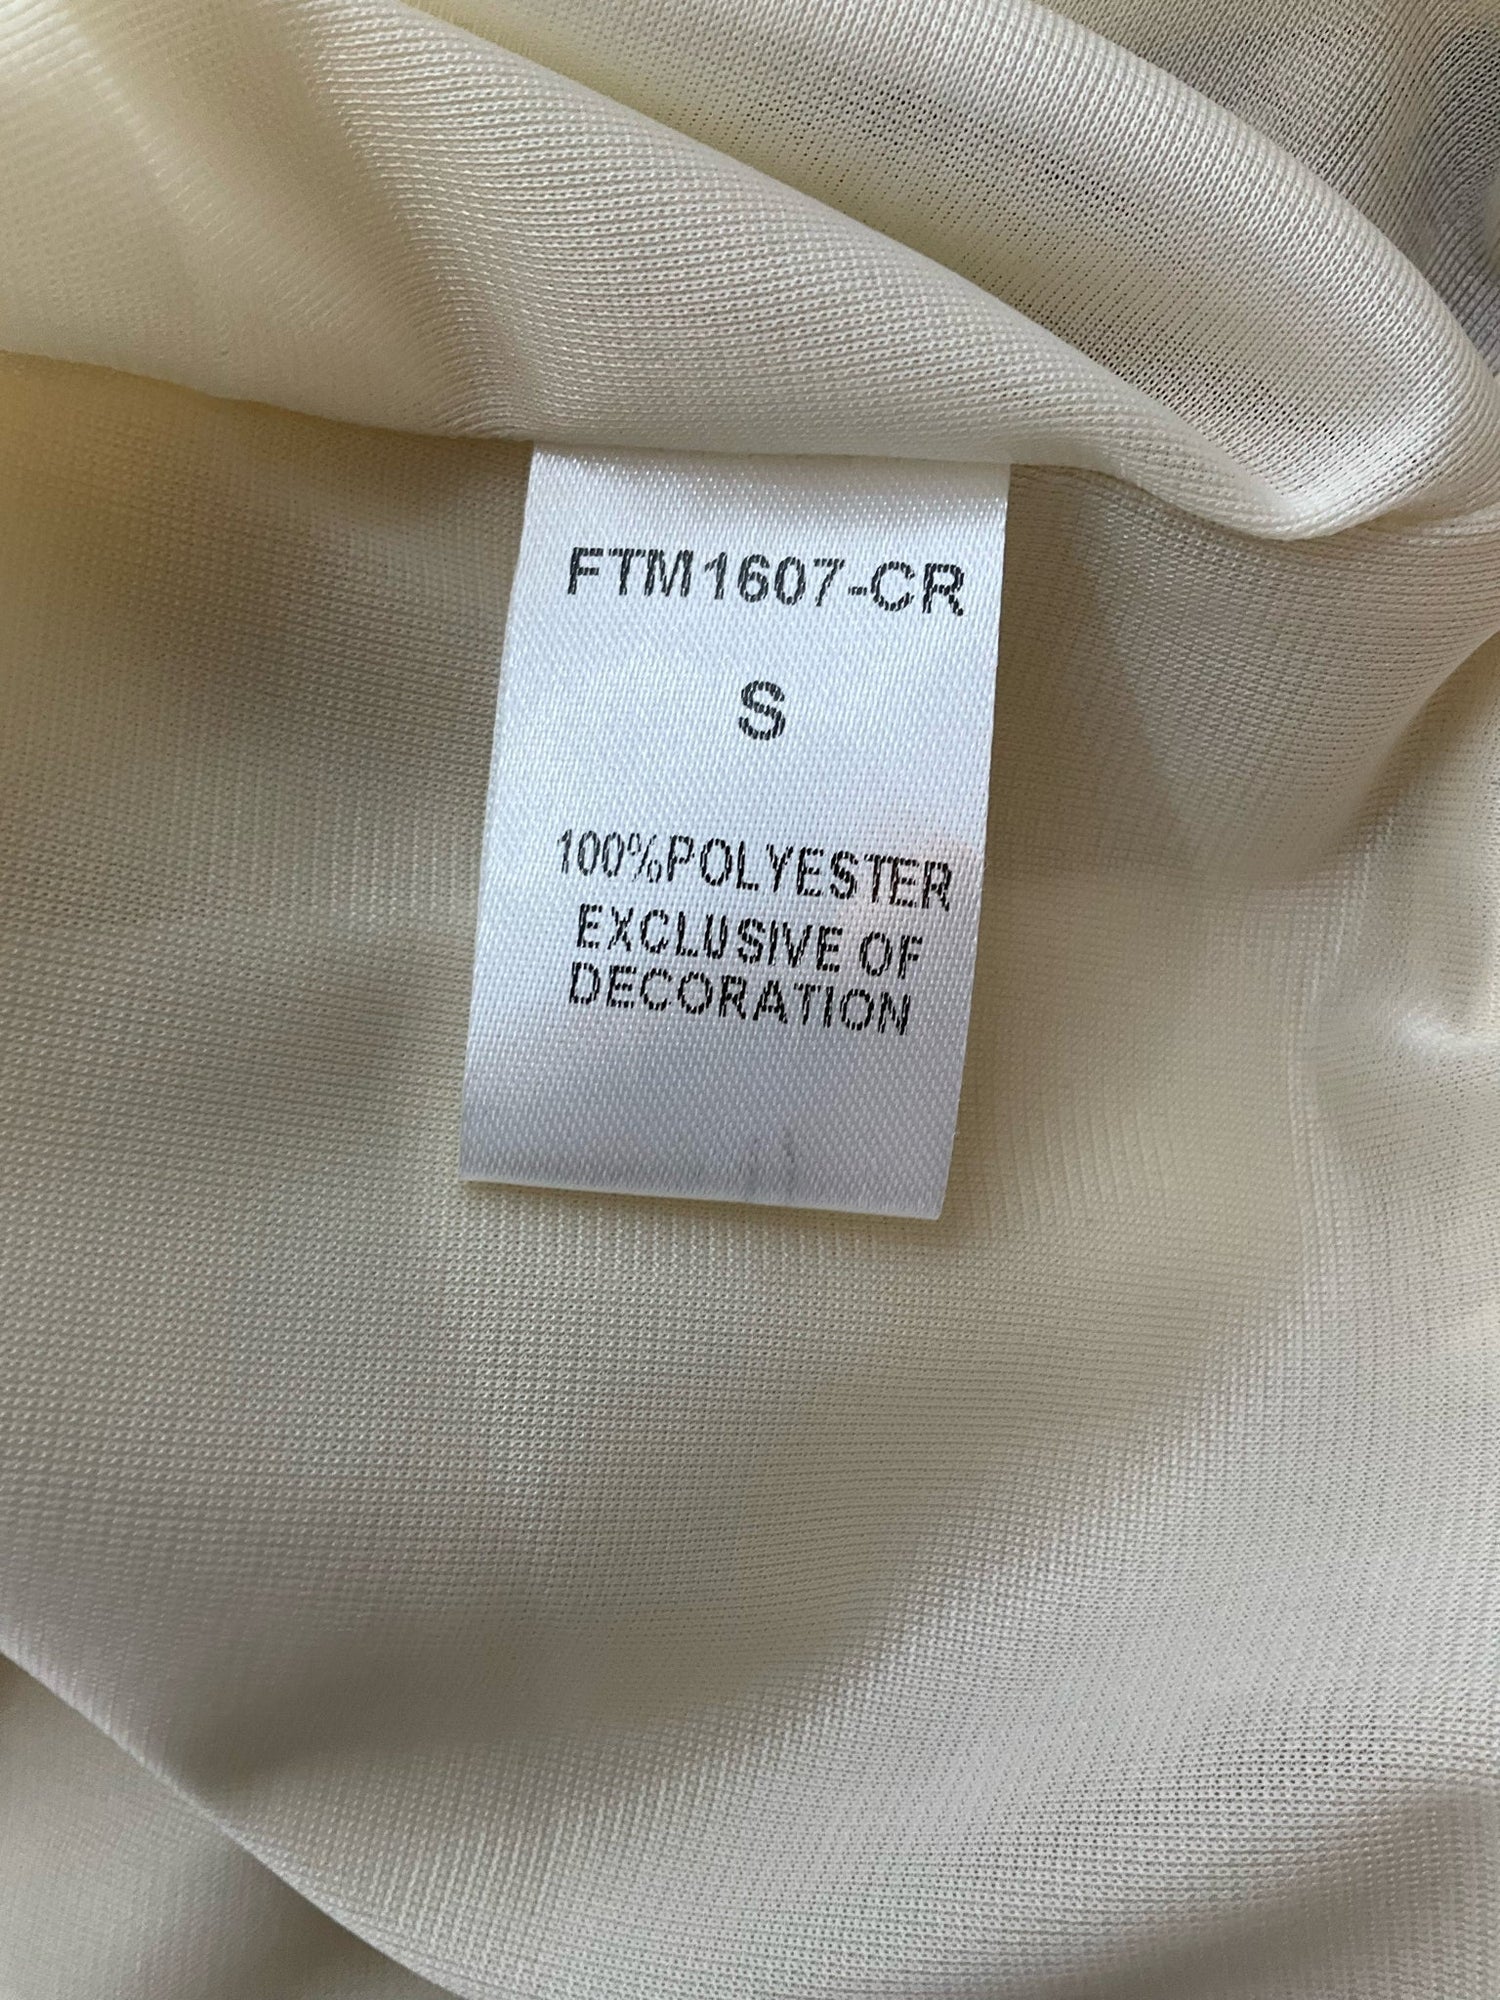 FTM1607-CR
S
100%POLYESTER
EXCLUSIVE OF
DECORATION